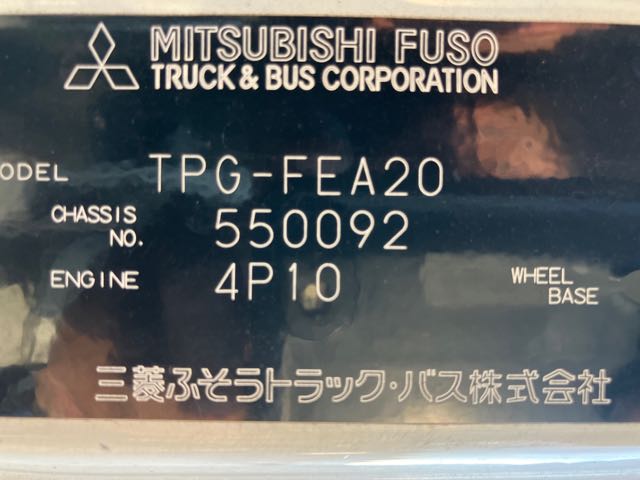 MITSUBISHI FUSO
TRUCK & BUS CORPORATION
ODEL TPG-FEA20
CHASSIS NO. 550092
ENGINE 4P10 WHEEL BASE
三菱ふそうトラック・バス株式会社